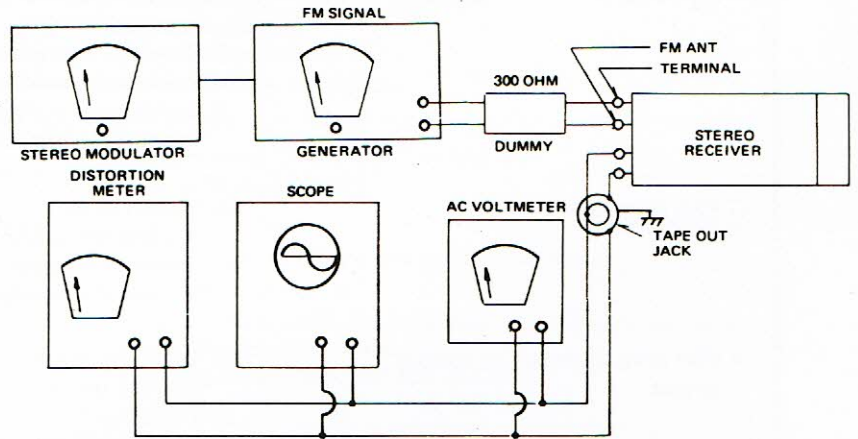 FM SIGNAL
FM ANT
TERMINAL
300 OHM
STEREO
RECEIVER
STEREO MODULATOR
GENERATOR
DUMMY
DISTORTION
METER
SCOPE
AC VOLTMETER
TAPE OUT
JACK